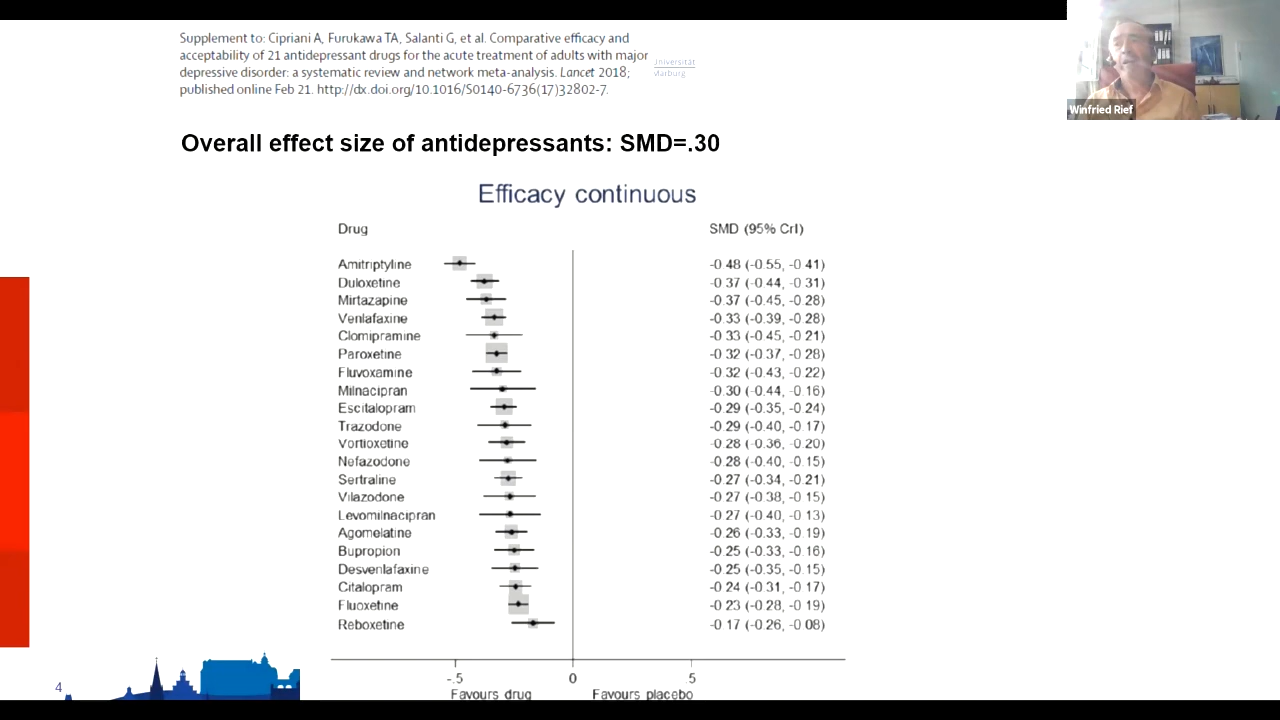 Supplement to: Cipriani A, Furukawa TA, Salanti G, et al. Comparative efficacy and
acceptability of 21 antidepressant drugs for the acute treatment of adults with major
depressive disorder: a systematic review and network meta-analysis. Lancet 2018;
published online Feb 21. http://dx.doi.org/10.1016/S0140-6736(17)32802-7.
Universität
Marburg
Winfried Rief
Overall effect size of antidepressants: SMD=.30
Efficacy continuous
Drug SMD (95% CrI)
Amitriptyline -0 48 (-0 55, -0 41)
Duloxetine -0 37 (-0 44, -0 31)
Mirtazapine -0 37 (-0 45, -0 28)
Venlafaxine -0 33 (-0 39, -0 28)
Clomipramine -0 33 (-0 45, -0 21)
Paroxetine -0 32 (-0 37, -0 28)
Fluvoxamine -0 32 (-0 43, -0 22)
Milnacipran -0 30 (-0 44, -0 16)
Escitalopram -0 29 (-0 35, -0 24)
Trazodone -0 29 (-0 40, -0 17)
Vortioxetine -0 28 (-0 36, -0 20)
Nefazodone -0 28 (-0 40, -0 15)
Sertraline -0 27 (-0 34, -0 21)
Vilazodone -0 27 (-0 38, -0 15)
Levomilnacipran -0 27 (-0 40, -0 13)
Agomelatine -0 26 (-0 33, -0 19)
Bupropion -0 25 (-0 33, -0 16)
Desvenlafaxine -0 25 (-0 35, -0 15)
Citalopram -0 24 (-0 31, -0 17)
Fluoxetine -0 23 (-0 28, -0 19)
Reboxetine -0 17 (-0 26, -0 08)
-.5 0 5
Favours drug Favours placebo
4